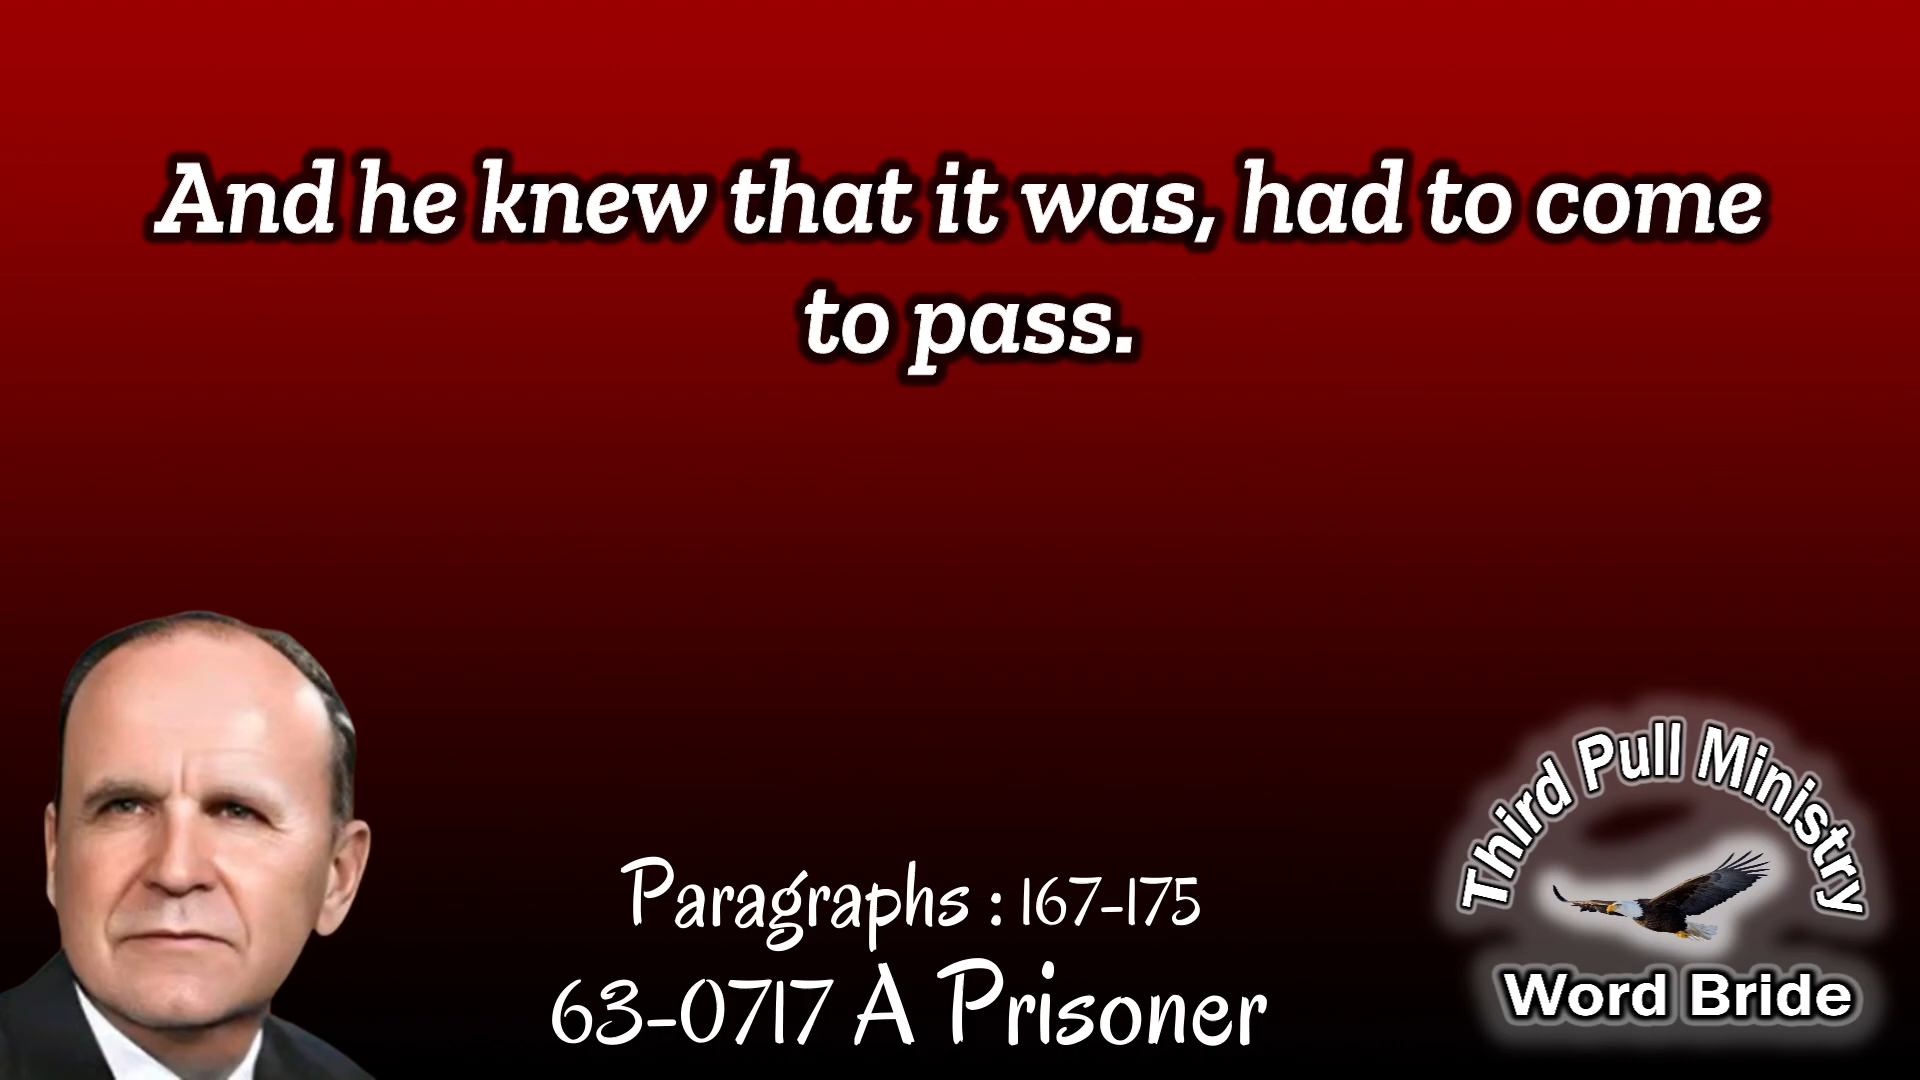 And he knew that it was, had to come
to pass.
Third Pull Ministry
Paragraphs : 167-175
63-0717 A Prisoner
Word Bride